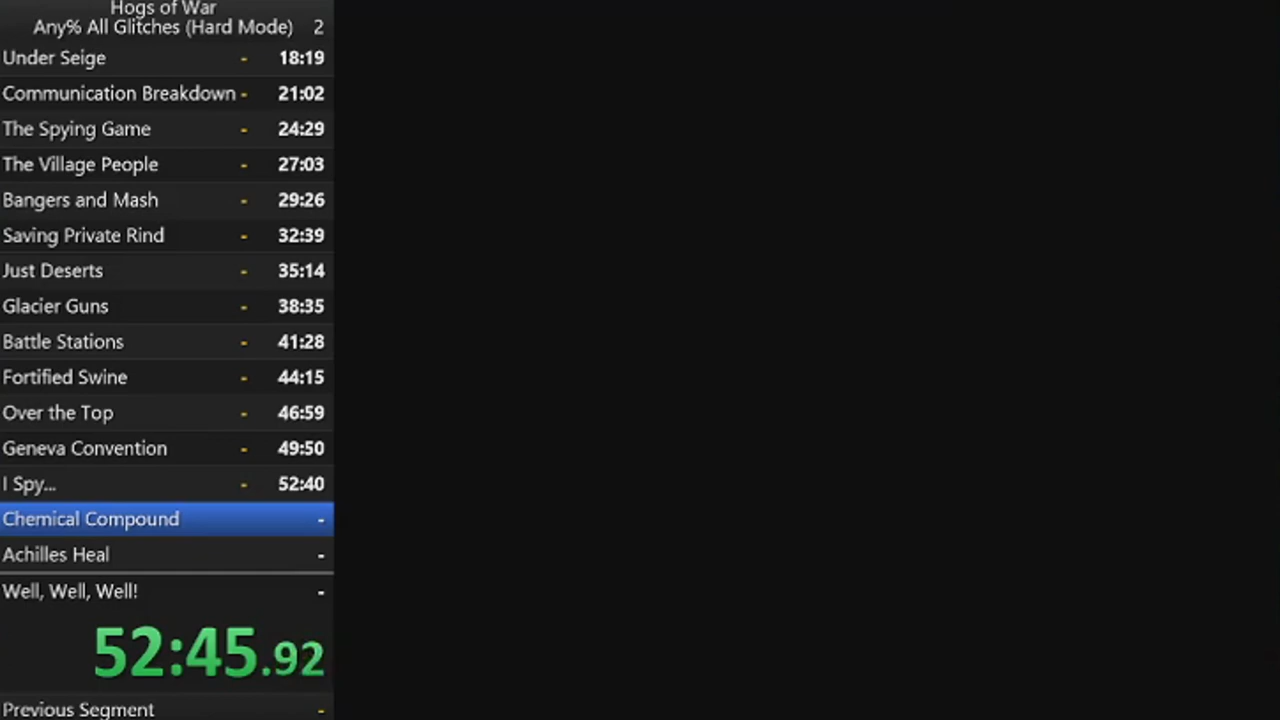 Hogs of War
Any% All Glitches (Hard Mode) 2
Under Seige - 18:19
Communication Breakdown - 21:02
The Spying Game - 24:29
The Village People - 27:03
Bangers and Mash - 29:26
Saving Private Rind - 32:39
Just Deserts - 35:14
Glacier Guns - 38:35
Battle Stations - 41:28
Fortified Swine - 44:15
Over the Top - 46:59
Geneva Convention - 49:50
I Spy... - 52:40
Chemical Compound -
Achilles Heal -
Well, Well, Well! -
52:45.92
Previous Segment -